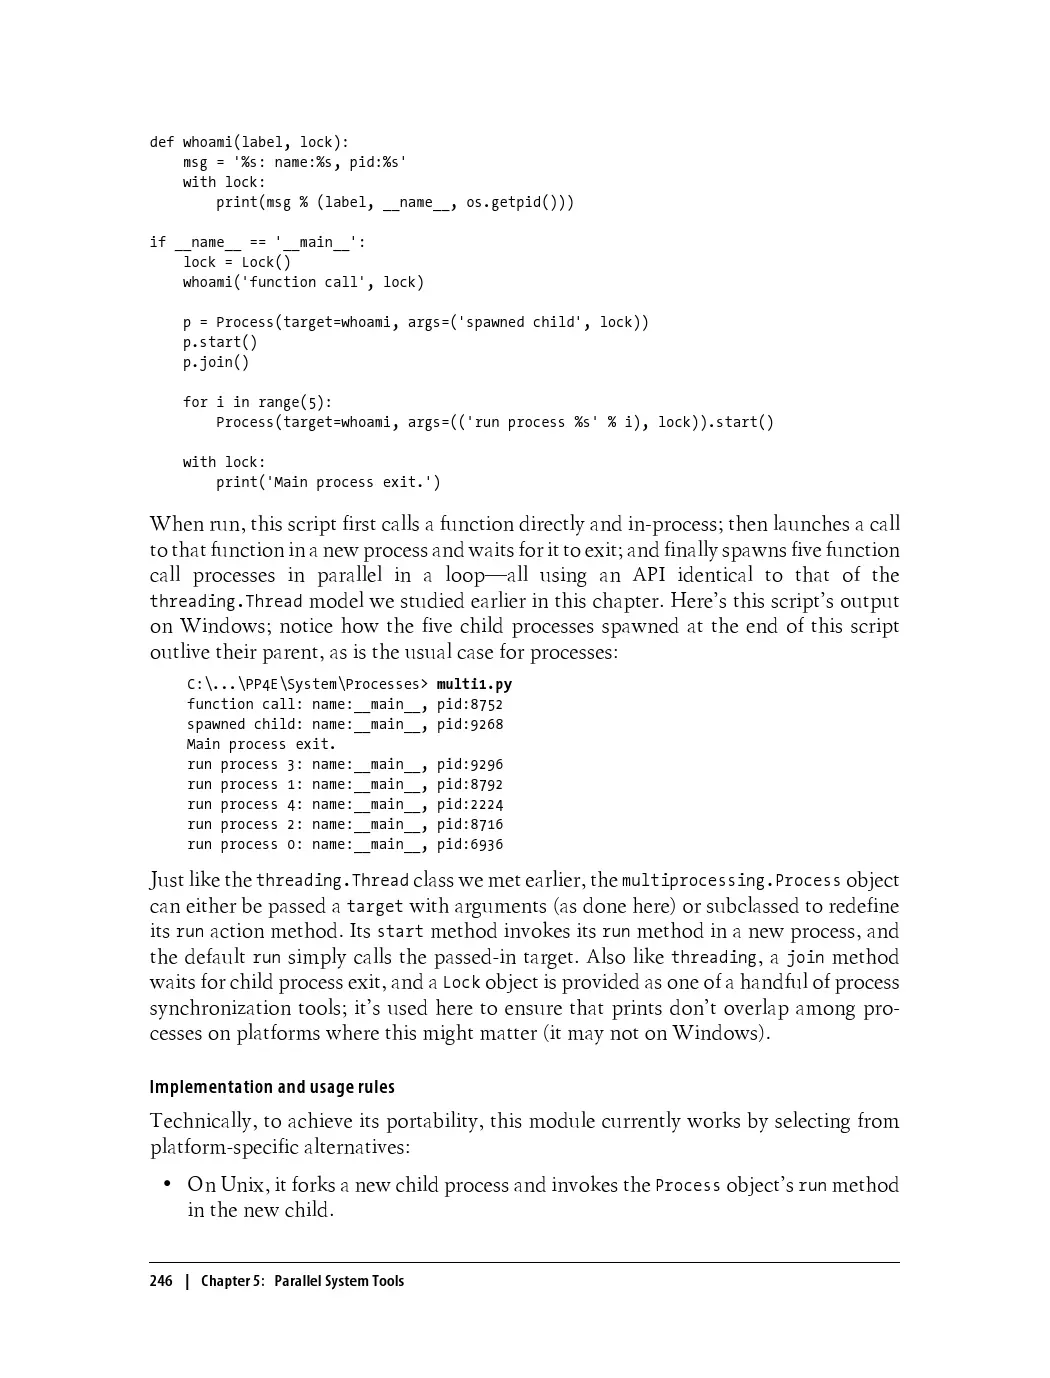 def whoami(label, lock):
    msg = '%s: name:%s, pid:%s'
    with lock:
        print(msg % (label, __name__, os.getpid()))
if __name__ == '__main__':
    lock = Lock()
    whoami('function call', lock)
    p = Process(target=whoami, args=('spawned child', lock))
    p.start()
    p.join()
    for i in range(5):
        Process(target=whoami, args=(('run process %s' % i), lock)).start()
    with lock:
        print('Main process exit.')
When run, this script first calls a function directly and in-process; then launches a call
to that function in a new process and waits for it to exit; and finally spawns five function
call processes in parallel in a loop—all using an API identical to that of the
threading.Thread model we studied earlier in this chapter. Here's this script's output
on Windows; notice how the five child processes spawned at the end of this script
outlive their parent, as is the usual case for processes:
C:\...\PP4E\System\Processes> multi1.py
function call: name:__main__, pid:8752
spawned child: name:__main__, pid:9268
Main process exit.
run process 3: name:__main__, pid:9296
run process 1: name:__main__, pid:8792
run process 4: name:__main__, pid:2224
run process 2: name:__main__, pid:8716
run process 0: name:__main__, pid:6936
Just like the threading.Thread class we met earlier, the multiprocessing.Process object
can either be passed a target with arguments (as done here) or subclassed to redefine
its run action method. Its start method invokes its run method in a new process, and
the default run simply calls the passed-in target. Also like threading, a join method
waits for child process exit, and a Lock object is provided as one of a handful of process
synchronization tools; it's used here to ensure that prints don't overlap among pro-
cesses on platforms where this might matter (it may not on Windows).
Implementation and usage rules
Technically, to achieve its portability, this module currently works by selecting from
platform-specific alternatives:
• On Unix, it forks a new child process and invokes the Process object's run method
in the new child.
246 | Chapter 5: Parallel System Tools